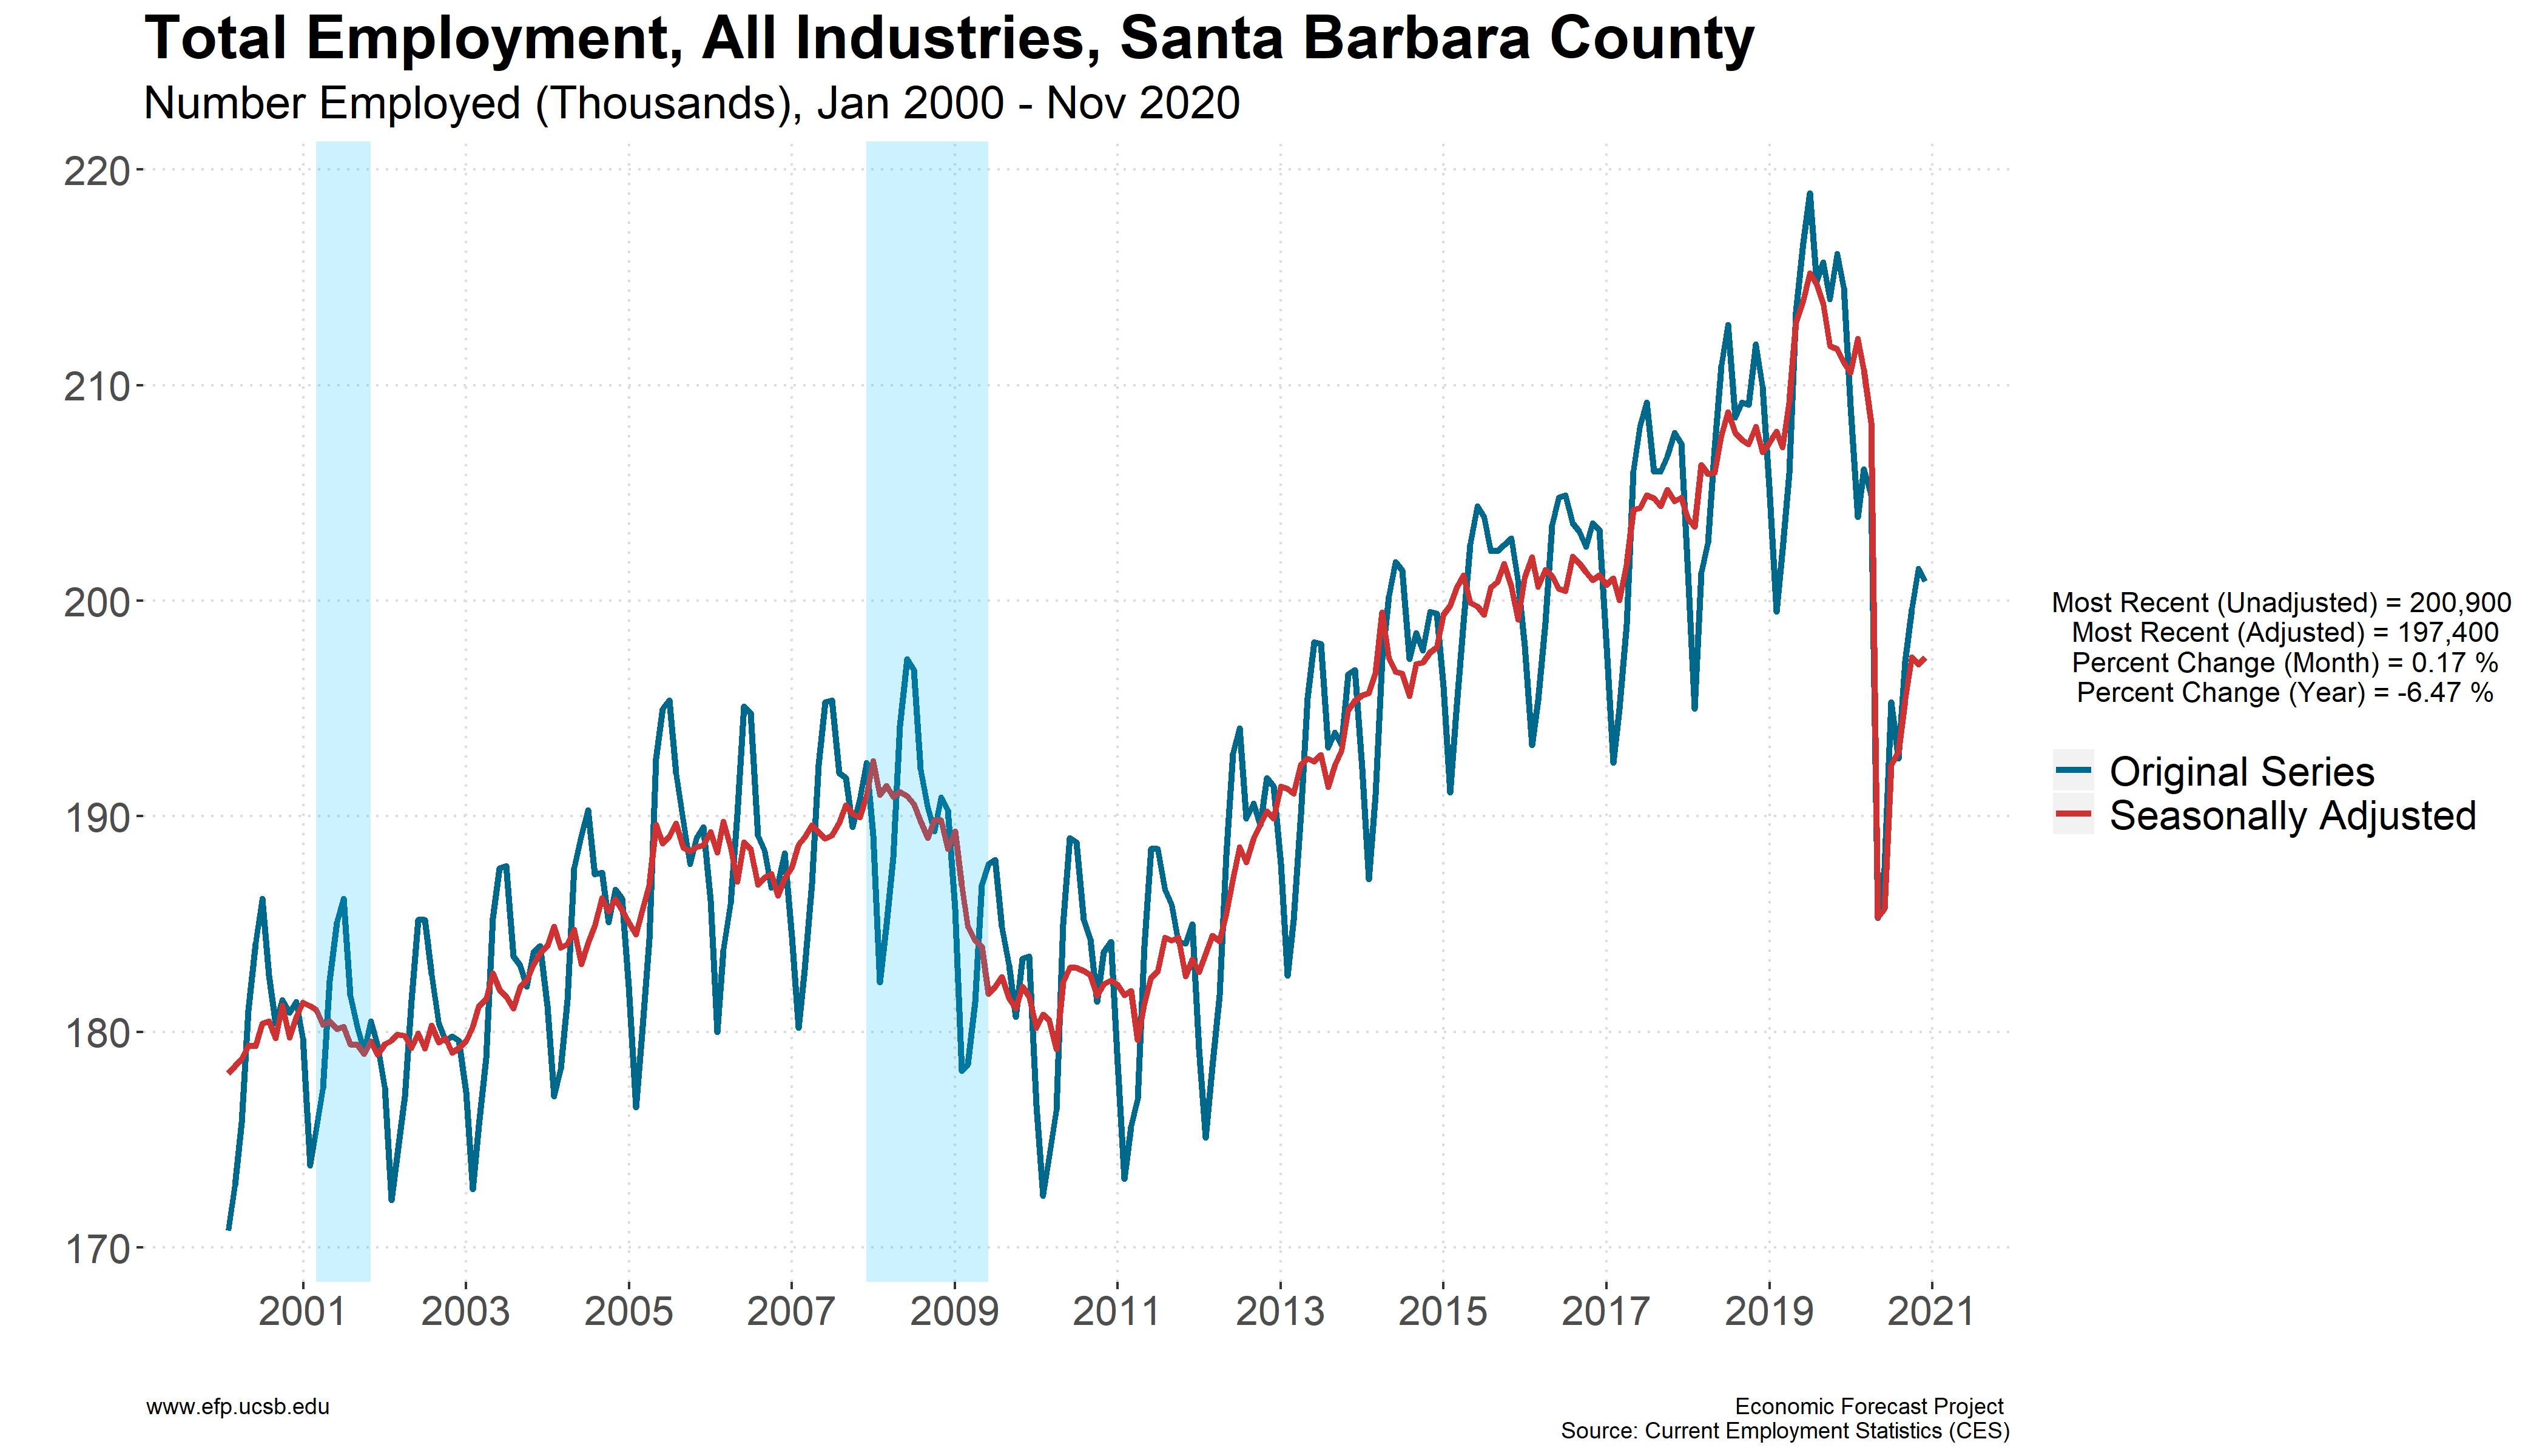 Total Employment, All Industries, Santa Barbara County
Number Employed (Thousands), Jan 2000 - Nov 2020
220
210
200
190
180
170
2001 2003 2005 2007 2009 2011 2013 2015 2017 2019 2021
Most Recent (Unadjusted) = 200,900
Most Recent (Adjusted) = 197,400
Percent Change (Month) = 0.17 %
Percent Change (Year) = -6.47 %
Original Series
Seasonally Adjusted
www.efp.ucsb.edu
Economic Forecast Project
Source: Current Employment Statistics (CES)